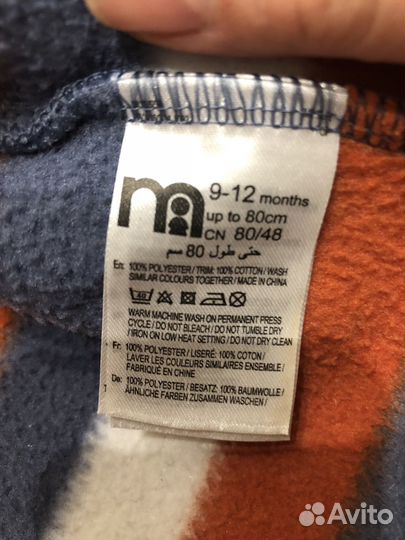 m
9-12 months
up to 80cm
CN 80/48
حتى طول 80 سم
En: 100% POLYESTER / TRIM: 100% COTTON / WASH
SIMILAR COLOURS TOGETHER / MADE IN CHINA
40
WARM MACHINE WASH ON PERMANENT PRESS
CYCLE / DO NOT BLEACH / DO NOT TUMBLE DRY
/ IRON ON LOW HEAT SETTING / DO NOT DRY CLEAN
Fr: 100% POLYESTER / LISERÉ: 100% COTON /
LAVER LES COULEURS SIMILAIRES ENSEMBLE /
FABRIQUÉ EN CHINE
De: 100% POLYESTER / BESATZ: 100% BAUMWOLLE /
ÄHNLICHE FARBEN ZUSAMMEN WASCHEN /
Avito